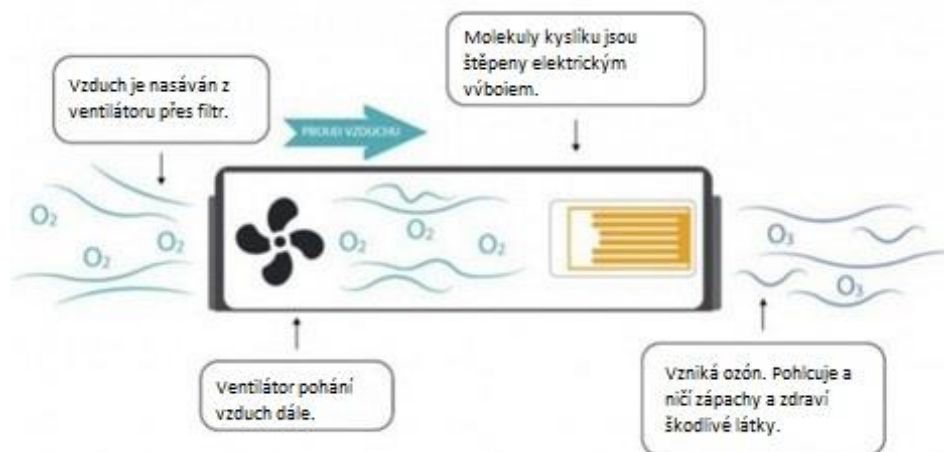 Molekuly kyslíku jsou
štěpeny elektrickým
výboiem.
Vzduch je nasáván z
ventilátoru přes filtr.
PROUD VZDUCHU
O₂
O₂
O₂
O₂
O₂
O₂
O₃
O₃
Ventilátor pohání
vzduch dále.
Vzniká ozón. Pohlcuje a
ničí zápachy a zdraví
škodlivé látky.